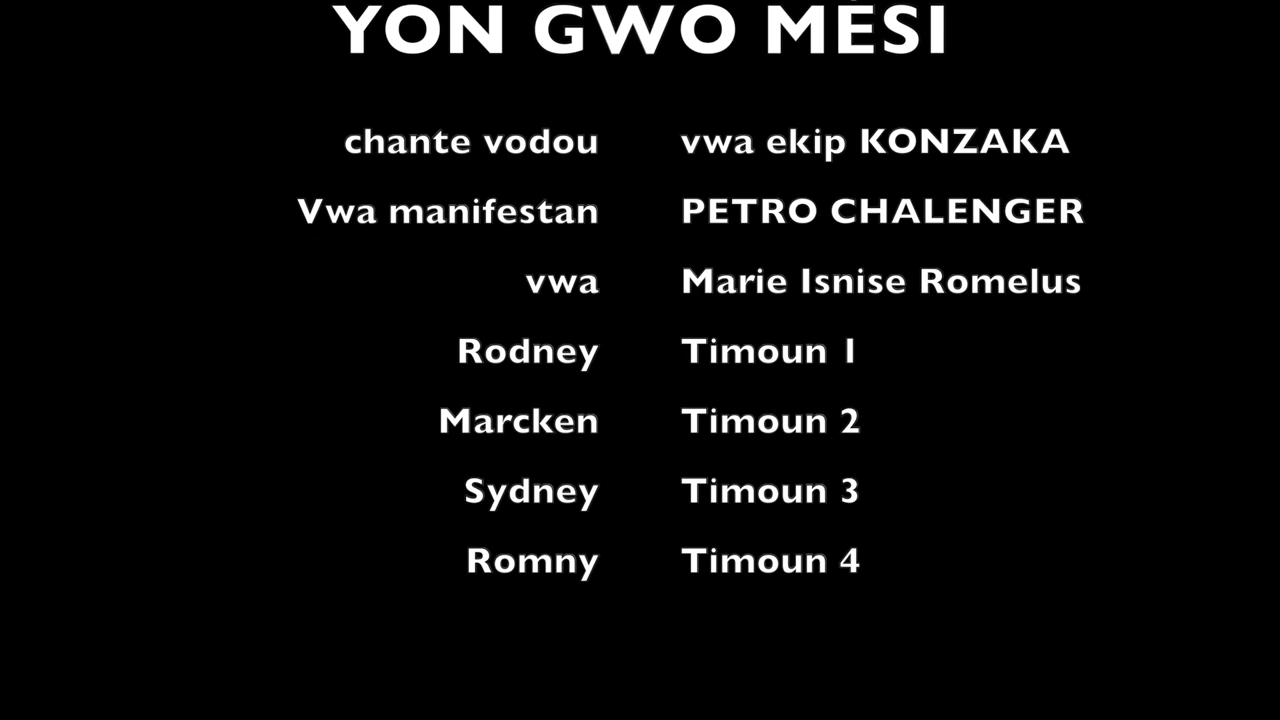 YON GWO MÈSI
chante vodou vwa ekip KONZAKA
Vwa manifestan PETRO CHALENGER
vwa Marie Isnise Romelus
Rodney Timoun 1
Marcken Timoun 2
Sydney Timoun 3
Romny Timoun 4